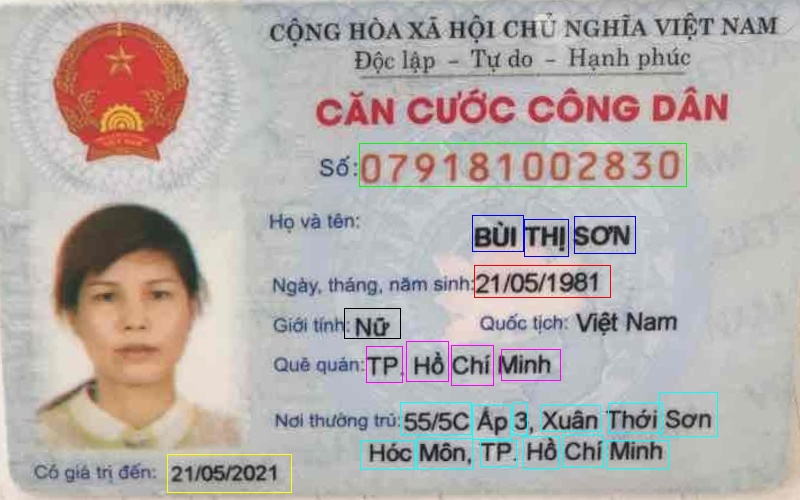 CỘNG HÒA XÃ HỘI CHỦ NGHĨA VIỆT NAM
Độc lập - Tự do - Hạnh phúc
CĂN CƯỚC CÔNG DÂN
Số: 079181002830
Họ và tên: BÙI THỊ SƠN
Ngày, tháng, năm sinh: 21/05/1981
Giới tính: Nữ Quốc tịch: Việt Nam
Quê quán: TP. Hồ Chí Minh
Nơi thường trú: 55/5C Ấp 3, Xuân Thới Sơn
Hóc Môn, TP. Hồ Chí Minh
Có giá trị đến: 21/05/2021